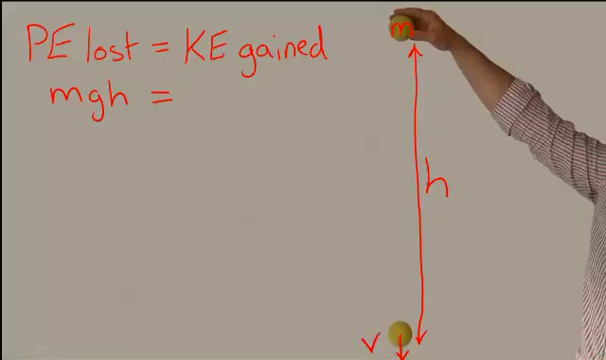 PE lost = KE gained
mgh =
m
h
v